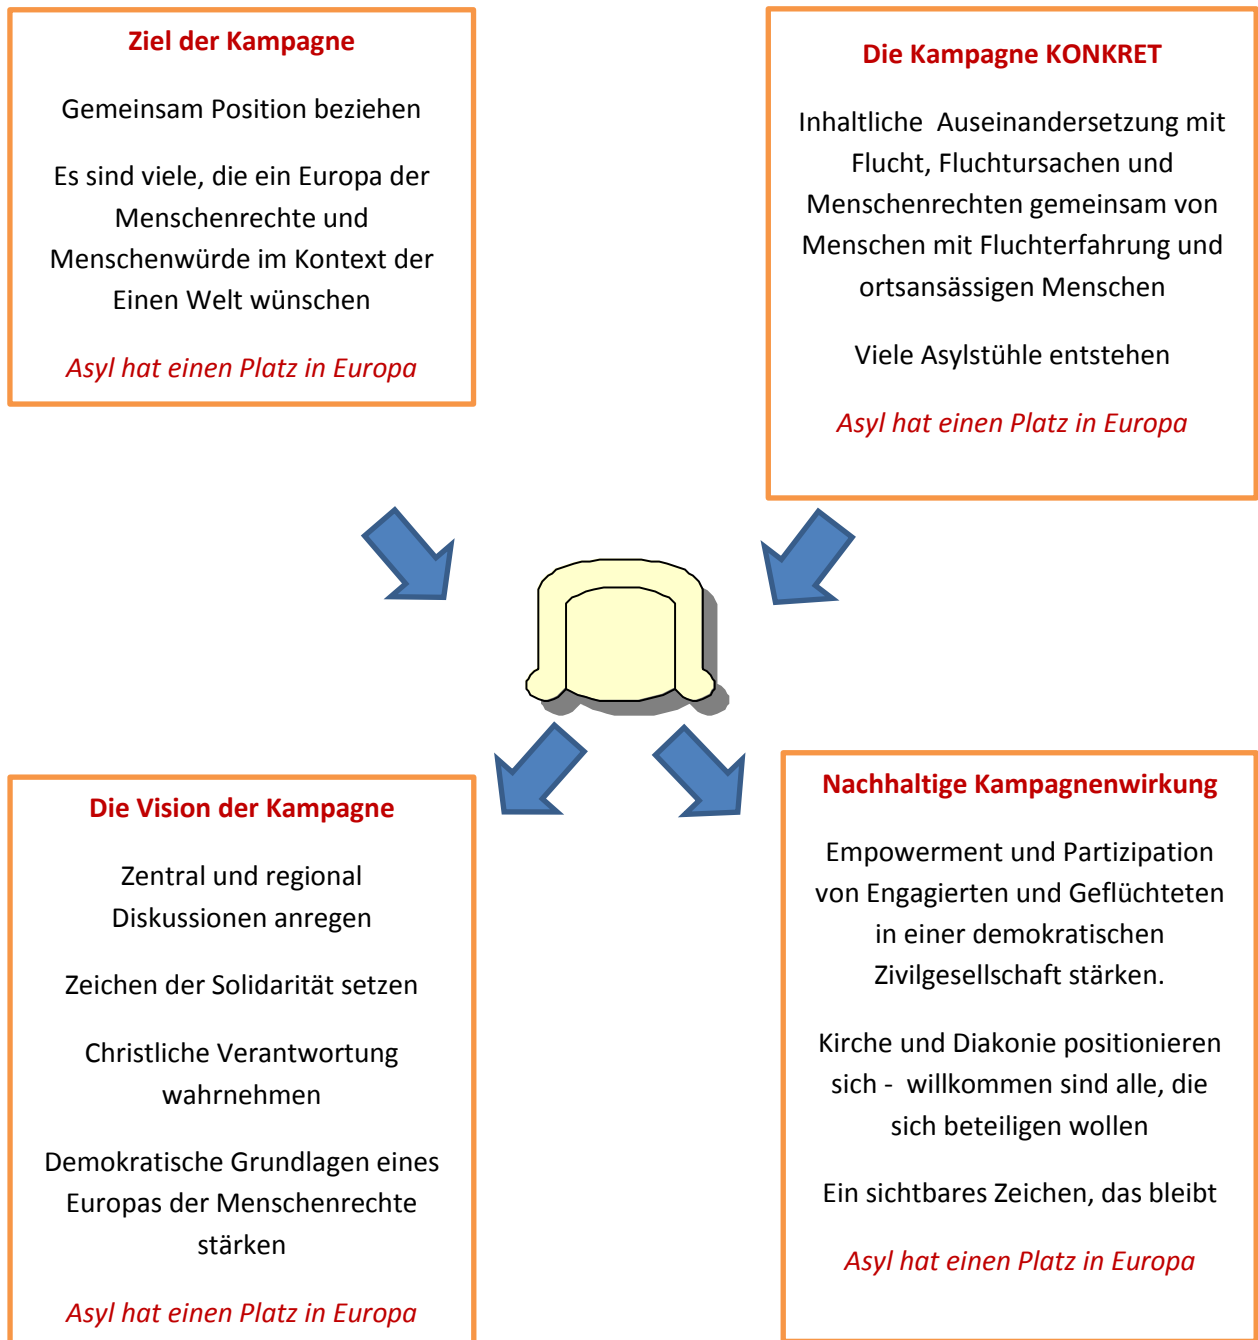 Ziel der Kampagne
Gemeinsam Position beziehen
Es sind viele, die ein Europa der
Menschenrechte und
Menschenwürde im Kontext der
Einen Welt wünschen
Asyl hat einen Platz in Europa
Die Kampagne KONKRET
Inhaltliche Auseinandersetzung mit
Flucht, Fluchtursachen und
Menschenrechten gemeinsam von
Menschen mit Fluchterfahrung und
ortsansässigen Menschen
Viele Asylstühle entstehen
Asyl hat einen Platz in Europa
Die Vision der Kampagne
Zentral und regional
Diskussionen anregen
Zeichen der Solidarität setzen
Christliche Verantwortung
wahrnehmen
Demokratische Grundlagen eines
Europas der Menschenrechte
stärken
Asyl hat einen Platz in Europa
Nachhaltige Kampagnenwirkung
Empowerment und Partizipation
von Engagierten und Geflüchteten
in einer demokratischen
Zivilgesellschaft stärken.
Kirche und Diakonie positionieren
sich - willkommen sind alle, die
sich beteiligen wollen
Ein sichtbares Zeichen, das bleibt
Asyl hat einen Platz in Europa